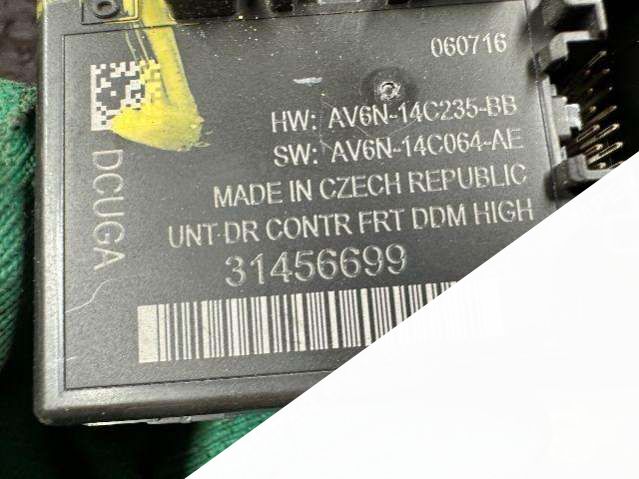 060716
HW: AV6N-14C235-BB
SW: AV6N-14C064-AE
MADE IN CZECH REPUBLIC
UNT-DR CONTR FRT DDM HIGH
31456699
DCUGA